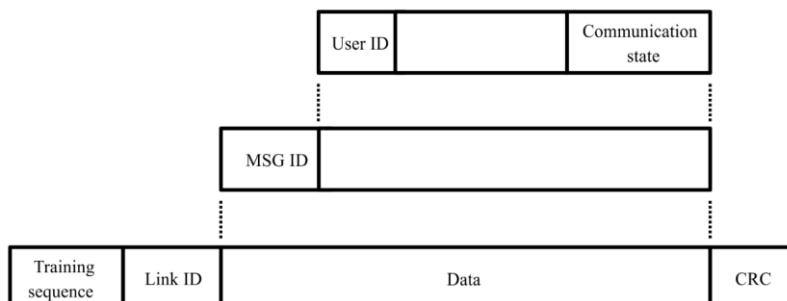 User ID
Communication
state
MSG ID
Training
sequence
Link ID
Data
CRC